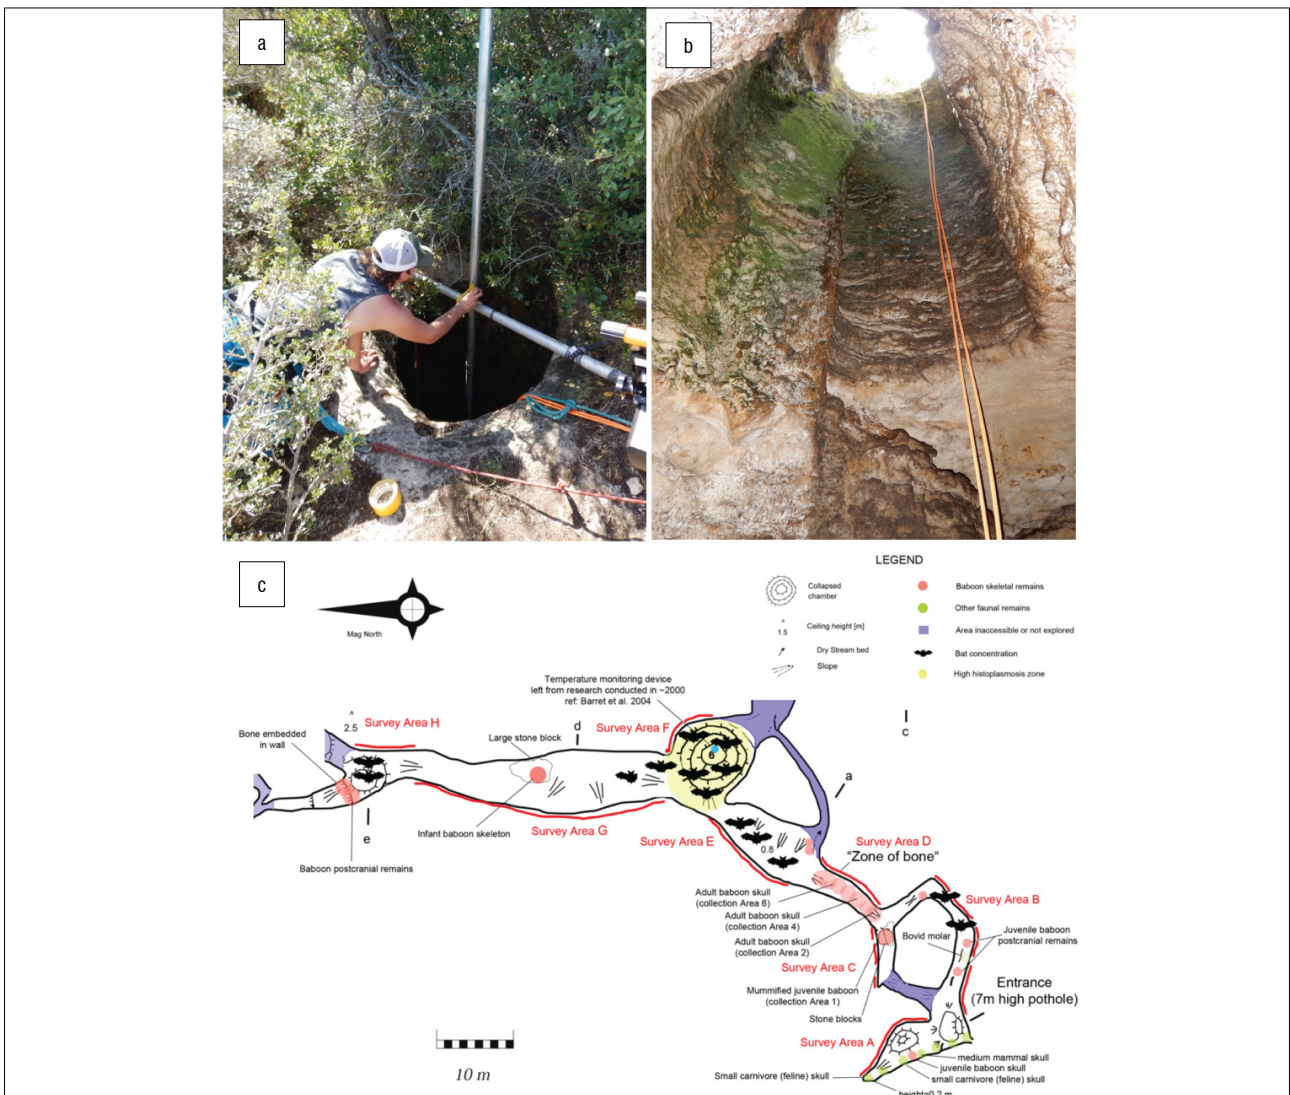 a
b
c
LEGEND
Collapsed
chamber
^
1.5
Ceiling height [m]
Dry Stream bed
Slope
Baboon skeletal remains
Other faunal remains
Area inaccessible or not explored
Bat concentration
High histoplasmosis zone
Mag North
Temperature monitoring device
left from research conducted in ~2000
ref: Barret et al. 2004
^
2.5
Survey Area H
Bone embedded
in wall
Large stone block
d
Survey Area F
c
6
a
e
Infant baboon skeleton
Survey Area G
Survey Area E
0.8
Survey Area D
"Zone of bone"
Baboon postcranial remains
Adult baboon skull
(collection Area 6)
Adult baboon skull
(collection Area 4)
Adult baboon skull
(collection Area 2)
Survey Area B
Bovid molar
Juvenile baboon
postcranial remains
Survey Area C
Mummified juvenile baboon
(collection Area 1)
Stone blocks
Entrance
(7m high pothole)
Survey Area A
medium mammal skull
juvenile baboon skull
small carnivore (feline) skull
Small carnivore (feline) skull
height=0.2 m
10 m